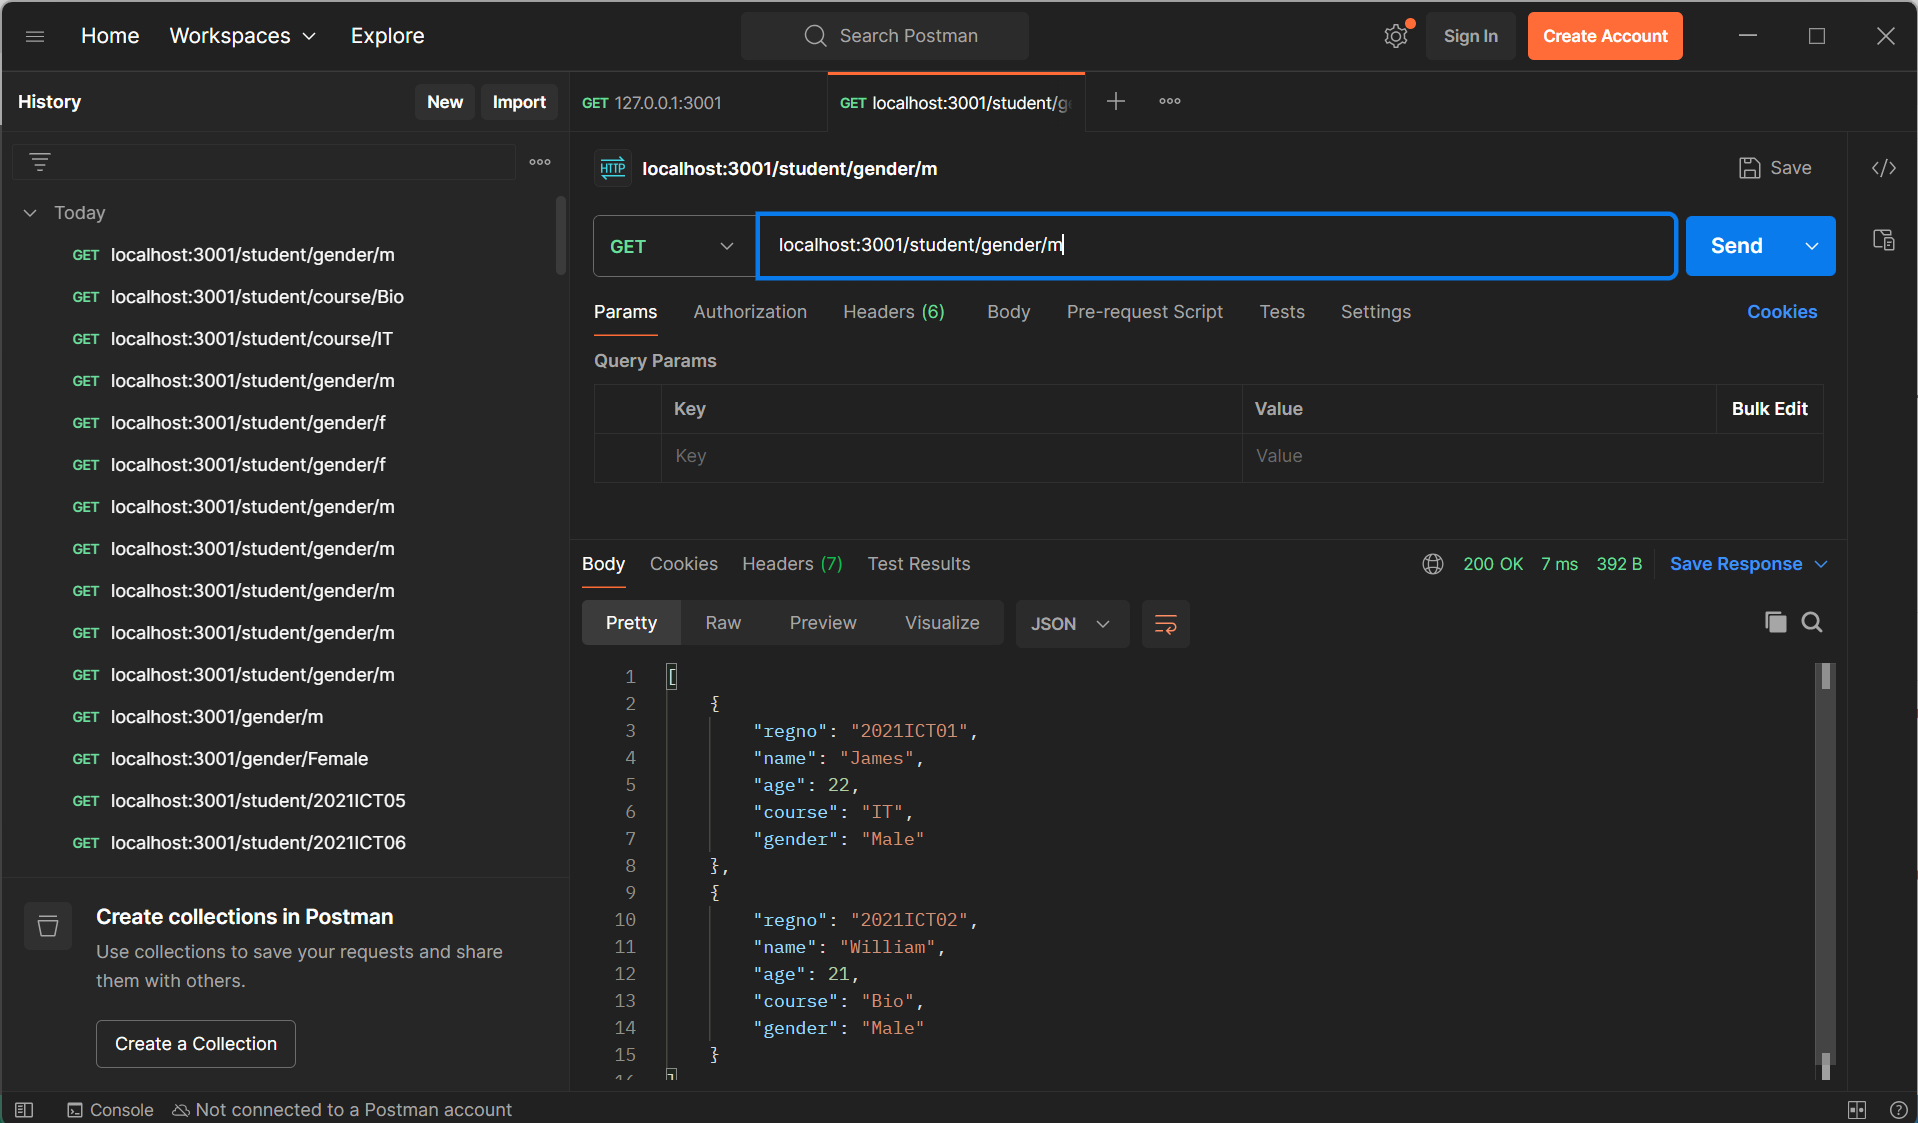 Home Workspaces Explore Search Postman Sign In Create Account
History New Import
GET 127.0.0.1:3001 GET localhost:3001/student/ge
HTTP localhost:3001/student/gender/m Save
Today
GET localhost:3001/student/gender/m
GET localhost:3001/student/course/Bio
GET localhost:3001/student/course/IT
GET localhost:3001/student/gender/m
GET localhost:3001/student/gender/f
GET localhost:3001/student/gender/f
GET localhost:3001/student/gender/m
GET localhost:3001/student/gender/m
GET localhost:3001/student/gender/m
GET localhost:3001/student/gender/m
GET localhost:3001/student/gender/m
GET localhost:3001/gender/m
GET localhost:3001/gender/Female
GET localhost:3001/student/2021ICT05
GET localhost:3001/student/2021ICT06
Create collections in Postman
Use collections to save your requests and share
them with others.
Create a Collection
GET localhost:3001/student/gender/m Send
Params Authorization Headers (6) Body Pre-request Script Tests Settings Cookies
Query Params
Key Value Bulk Edit
Key Value
Body Cookies Headers (7) Test Results 200 OK 7 ms 392 B Save Response
Pretty Raw Preview Visualize JSON
1 [
2 {
3 "regno": "2021ICT01",
4 "name": "James",
5 "age": 22,
6 "course": "IT",
7 "gender": "Male"
8 },
9 {
10 "regno": "2021ICT02",
11 "name": "William",
12 "age": 21,
13 "course": "Bio",
14 "gender": "Male"
15 }
16 ]
Console Not connected to a Postman account